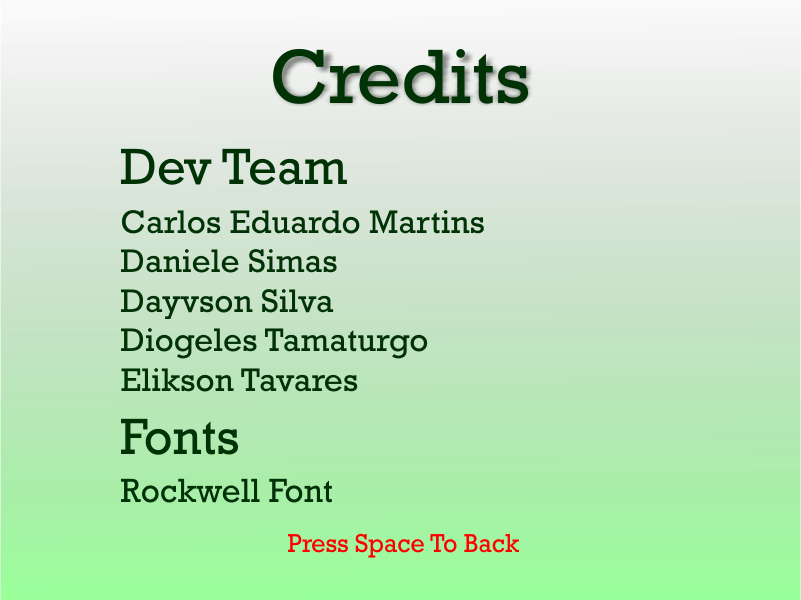 Credits
Dev Team
Carlos Eduardo Martins
Daniele Simas
Dayvson Silva
Diogeles Tamaturgo
Elikson Tavares
Fonts
Rockwell Font
Press Space To Back